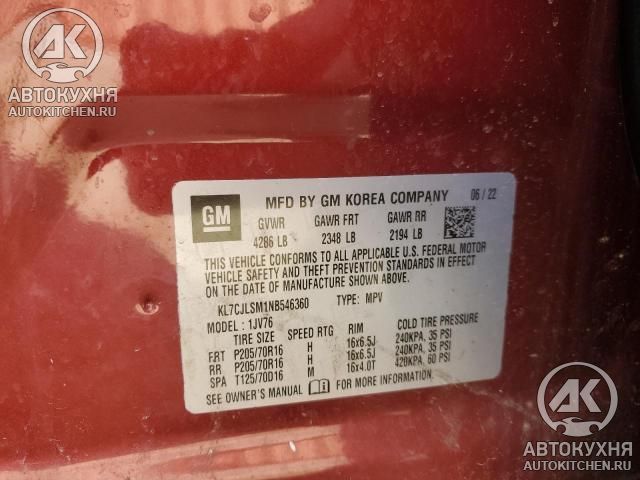 AK
АВТОКУХНЯ
AUTOKITCHEN.RU
GM
MFD BY GM KOREA COMPANY 06 / 22
GVWR GAWR FRT GAWR RR
4286 LB 2348 LB 2194 LB
THIS VEHICLE CONFORMS TO ALL APPLICABLE U.S. FEDERAL MOTOR
VEHICLE SAFETY AND THEFT PREVENTION STANDARDS IN EFFECT
ON THE DATE OF MANUFACTURE SHOWN ABOVE.
KL7CJLSM1NB546360 TYPE: MPV
MODEL: 1JV76
TIRE SIZE SPEED RTG RIM COLD TIRE PRESSURE
FRT P205/70R16 H 16x6.5J 240KPA, 35 PSI
RR P205/70R16 H 16x6.5J 240KPA, 35 PSI
SPA T125/70D16 M 16x4.0T 420KPA, 60 PSI
SEE OWNER'S MANUAL FOR MORE INFORMATION.
AK
АВТОКУХНЯ
AUTOKITCHEN.RU